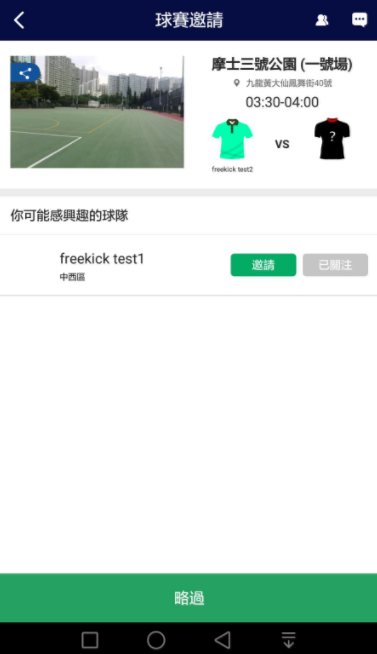 球賽邀請
摩士三號公園 (一號場)
九龍黃大仙鳳舞街40號
03:30-04:00
?
VS
freekick test2
你可能感興趣的球隊
freekick test1
中西區
邀請
已關注
略過